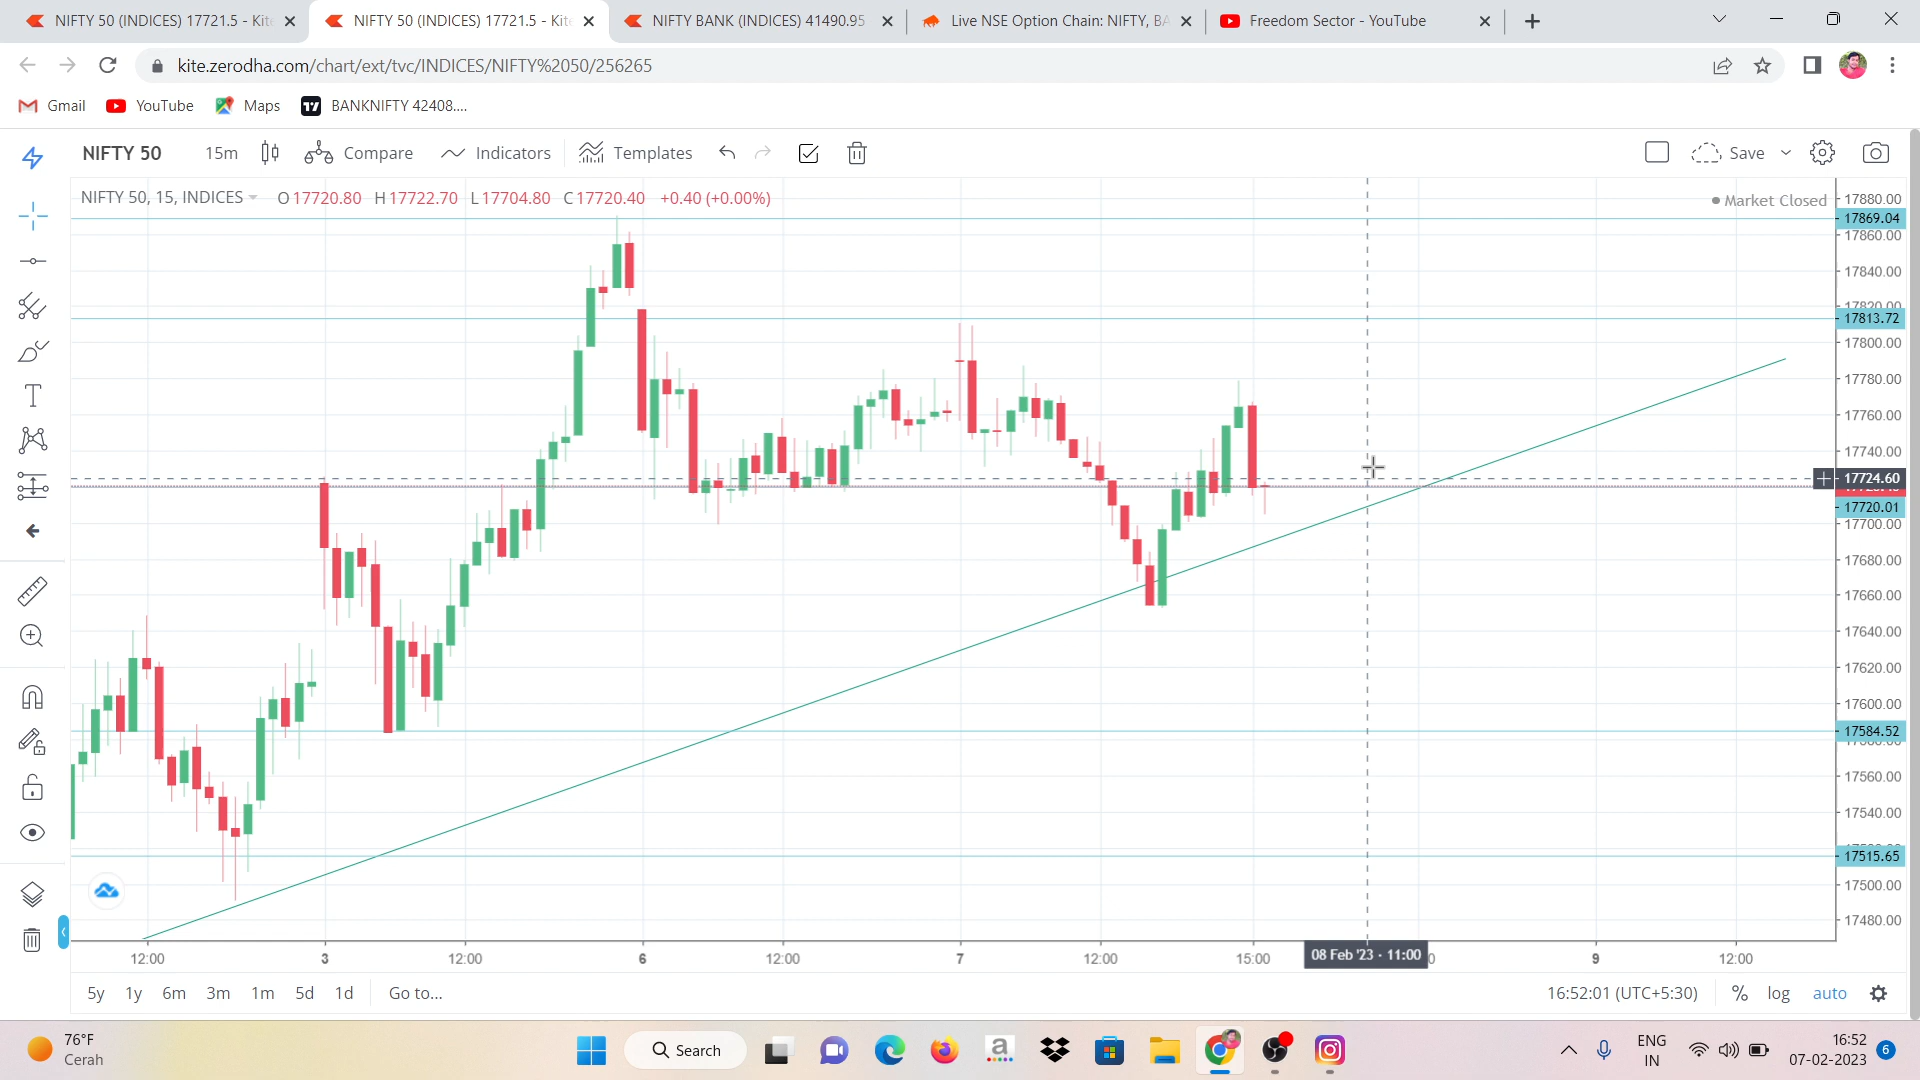 NIFTY 50 (INDICES) 17721.5 - Kite
NIFTY 50 (INDICES) 17721.5 - Kite
NIFTY BANK (INDICES) 41490.95
Live NSE Option Chain: NIFTY, BA
Freedom Sector - YouTube
kite.zerodha.com/chart/ext/tvc/INDICES/NIFTY%2050/256265
Gmail YouTube Maps BANKNIFTY 42408....
NIFTY 50 15m Compare Indicators Templates Save
NIFTY 50, 15, INDICES O17720.80 H17722.70 L17704.80 C17720.40 +0.40 (+0.00%)
Market Closed
17880.00
17869.04
17860.00
17840.00
17820.00
17813.72
17800.00
17780.00
17760.00
17740.00
17724.60
17720.01
17700.00
17680.00
17660.00
17640.00
17620.00
17600.00
17584.52
17560.00
17540.00
17515.65
17500.00
17480.00
12:00 3 12:00 6 12:00 7 12:00 15:00 08 Feb '23 · 11:00 9 12:00
5y 1y 6m 3m 1m 5d 1d Go to... 16:52:01 (UTC+5:30) % log auto
76°F
Cerah
Search
ENG
IN
16:52
07-02-2023
6